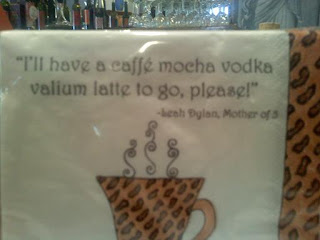 "I'll have a caffé mocha vodka
valium latte to go, please!"
-Leah Dylan, Mother of 3